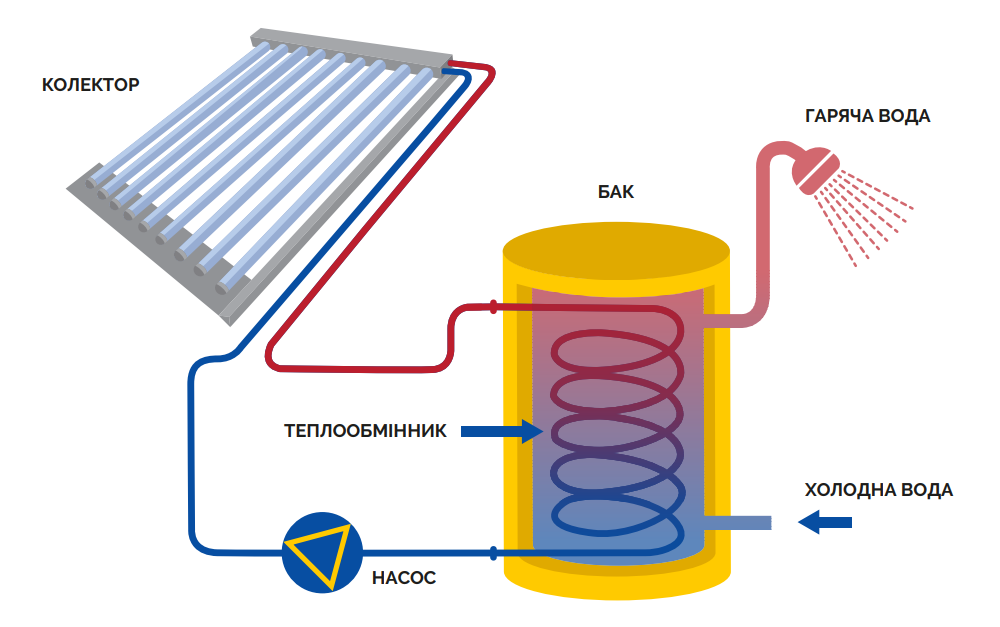 КОЛЕКТОР
ГАРЯЧА ВОДА
БАК
ТЕПЛООБМІННИК
ХОЛОДНА ВОДА
НАСОС